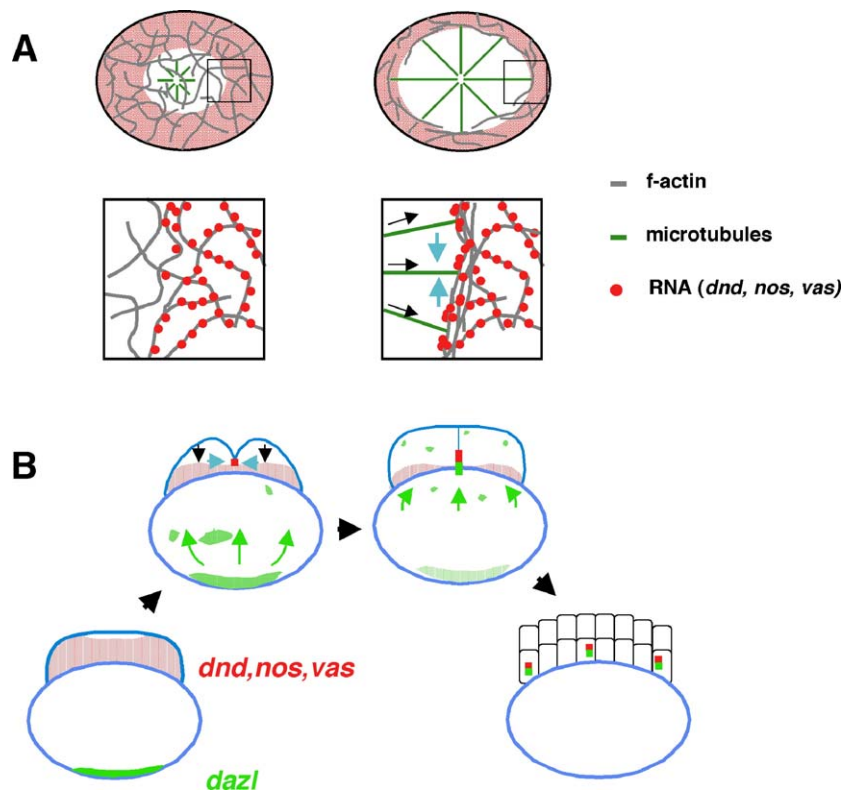 A
f-actin
microtubules
RNA (dnd, nos, vas)
B
dnd,nos,vas
dazl